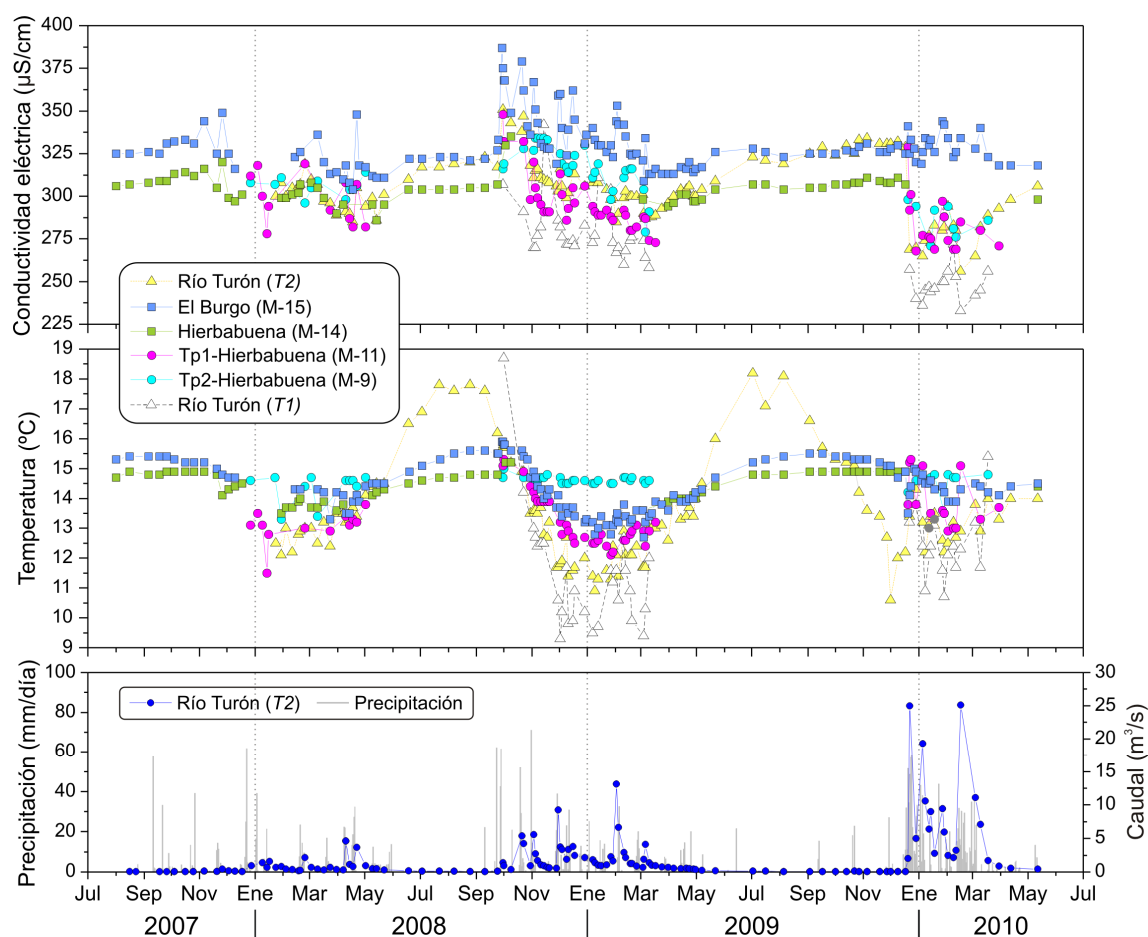 Conductividad eléctrica (µS/cm)
400
375
350
325
300
275
250
225
Río Turón (T2)
El Burgo (M-15)
Hierbabuena (M-14)
Tp1-Hierbabuena (M-11)
Tp2-Hierbabuena (M-9)
Río Turón (T1)
Temperatura (ºC)
19
18
17
16
15
14
13
12
11
10
9
Precipitación (mm/día)
100
80
60
40
20
0
Río Turón (T2)
Precipitación
30
25
20
15
10
5
0
Caudal (m³/s)
Jul Sep Nov Ene Mar May Jul Sep Nov Ene Mar May Jul Sep Nov Ene Mar May Jul
2007 2008 2009 2010